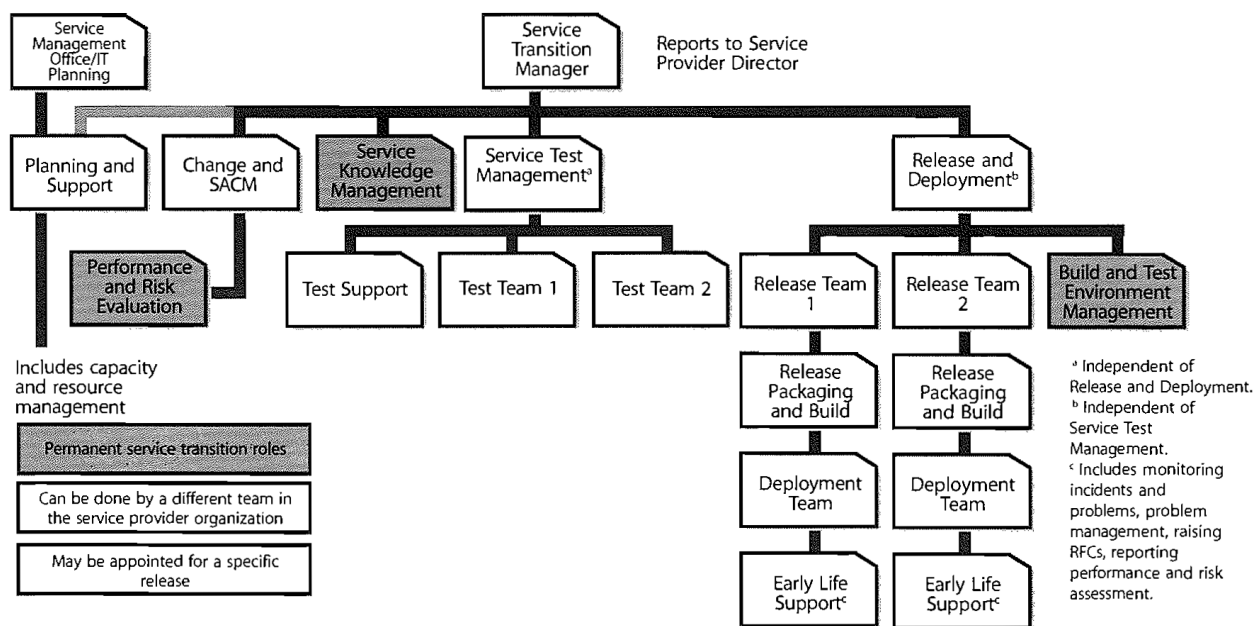 Service
Management
Office/IT
Planning
Service
Transition
Manager
Reports to Service
Provider Director
Planning and
Support
Change and
SACM
Service
Knowledge
Management
Service Test
Managementᵃ
Release and
Deploymentᵇ
Performance
and Risk
Evaluation
Test Support
Test Team 1
Test Team 2
Release Team
1
Release Team
2
Build and Test
Environment
Management
Includes capacity
and resource
management
Release
Packaging
and Build
Release
Packaging
and Build
Deployment
Team
Deployment
Team
Early Life
Supportᶜ
Early Life
Supportᶜ
Permanent service transition roles
Can be done by a different team in
the service provider organization
May be appointed for a specific
release
ᵃ Independent of
Release and Deployment.
ᵇ Independent of
Service Test
Management.
ᶜ Includes monitoring
incidents and
problems, problem
management, raising
RFCs, reporting
performance and risk
assessment.